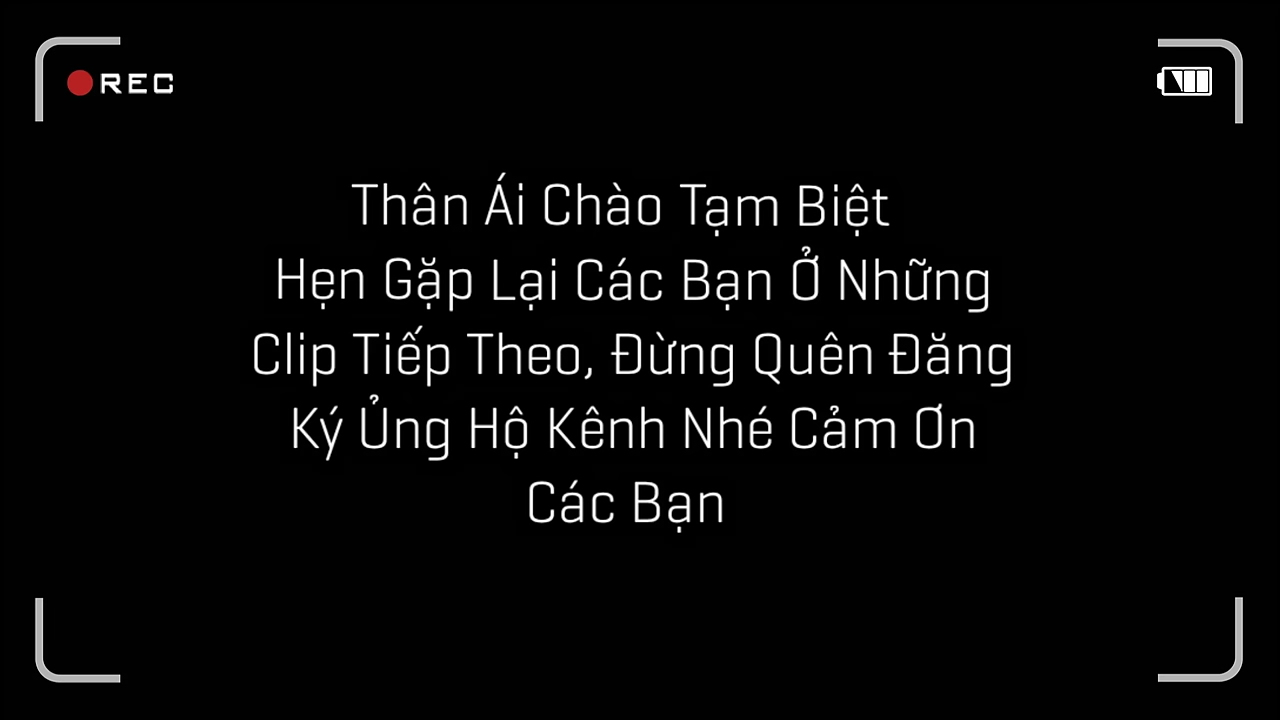 REC
Thân Ái Chào Tạm Biệt
Hẹn Gặp Lại Các Bạn Ở Những
Clip Tiếp Theo, Đừng Quên Đăng
Ký Ủng Hộ Kênh Nhé Cảm Ơn
Các Bạn